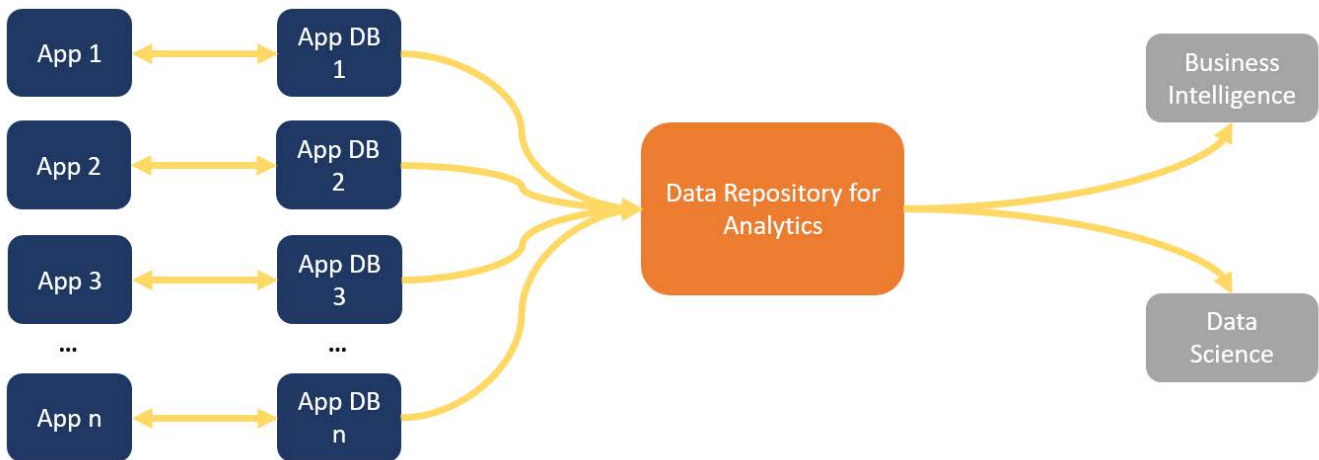 App 1
App DB
1
App 2
App DB
2
App 3
App DB
3
...
...
App n
App DB
n
Data Repository for
Analytics
Business
Intelligence
Data
Science